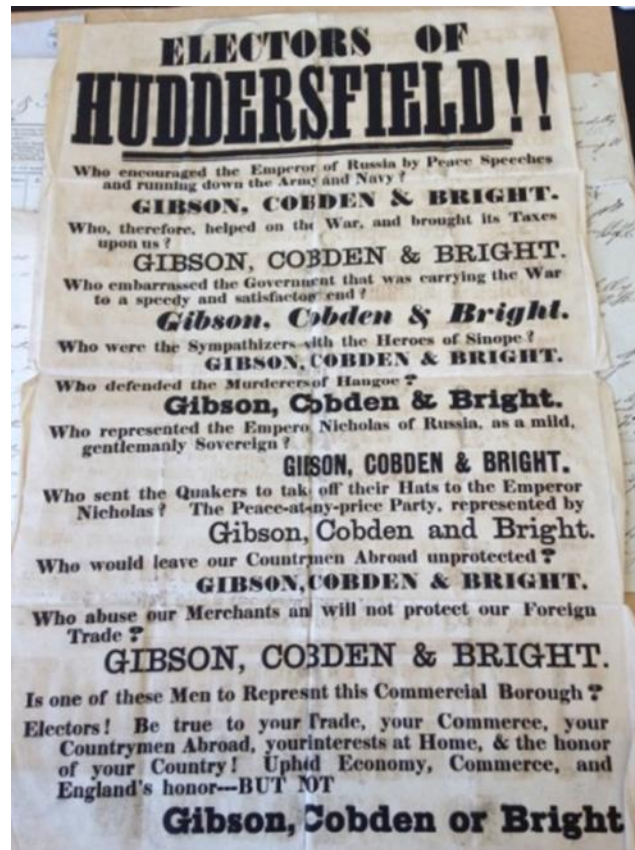 ELECTORS OF
HUDDERSFIELD!!
Who encouraged the Emperor of Russia by Peace Speeches
and running down the Army and Navy?
GIBSON, COBDEN & BRIGHT.
Who, therefore, helped on the War, and brought its Taxes
upon us?
GIBSON, COBDEN & BRIGHT.
Who embarrassed the Government that was carrying the War
to a speedy and satisfactory end?
Gibson, Cobden & Bright.
Who were the Sympathizers with the Heroes of Sinope?
GIBSON, COBDEN & BRIGHT.
Who defended the Murderers of Hangoe?
Gibson, Cobden & Bright.
Who represented the Emperor Nicholas of Russia, as a mild,
gentlemanly Sovereign?
GIBSON, COBDEN & BRIGHT.
Who sent the Quakers to take off their Hats to the Emperor
Nicholas? The Peace-at-any-price Party, represented by
Gibson, Cobden and Bright.
Who would leave our Countrymen Abroad unprotected?
GIBSON, COBDEN & BRIGHT.
Who abuse our Merchants and will not protect our Foreign
Trade?
GIBSON, COBDEN & BRIGHT.
Is one of these Men to Represent this Commercial Borough?
Electors! Be true to your Trade, your Commerce, your
Countrymen Abroad, your interests at Home, & the honor
of your Country! Uphold Economy, Commerce, and
England's honor---BUT NOT
Gibson, Cobden or Bright